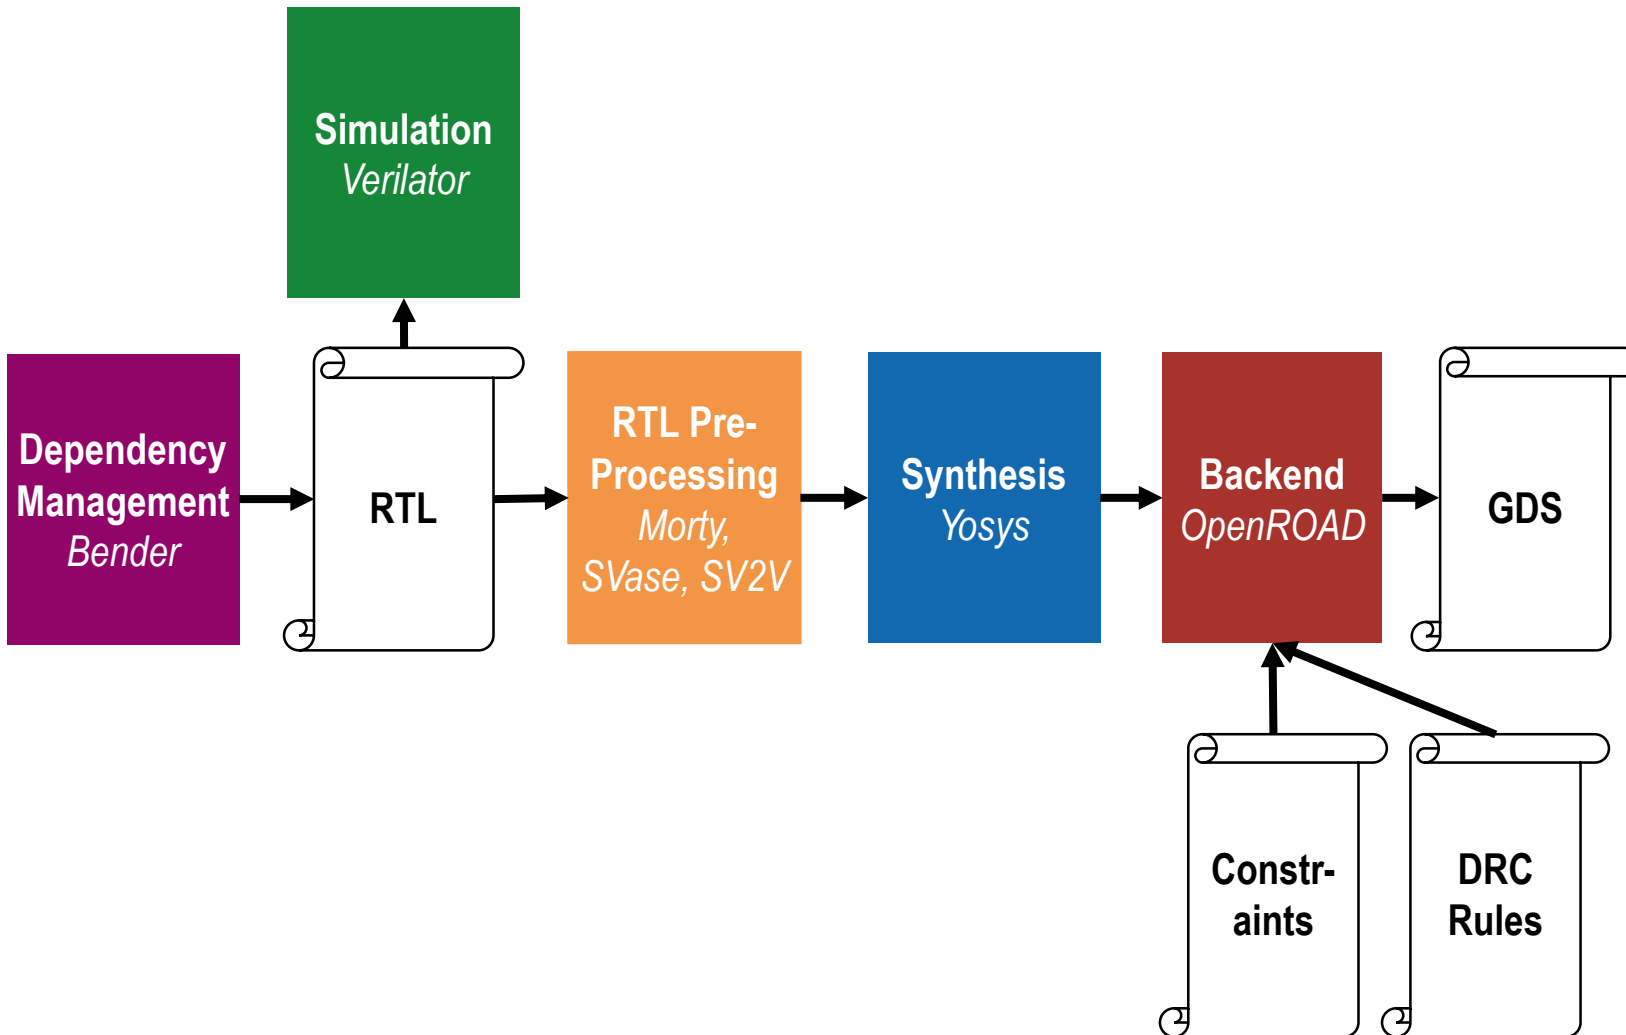 Simulation
Verilator
Dependency
Management
Bender
RTL
RTL Pre-
Processing
Morty,
SVase, SV2V
Synthesis
Yosys
Backend
OpenROAD
GDS
Constr-
aints
DRC
Rules